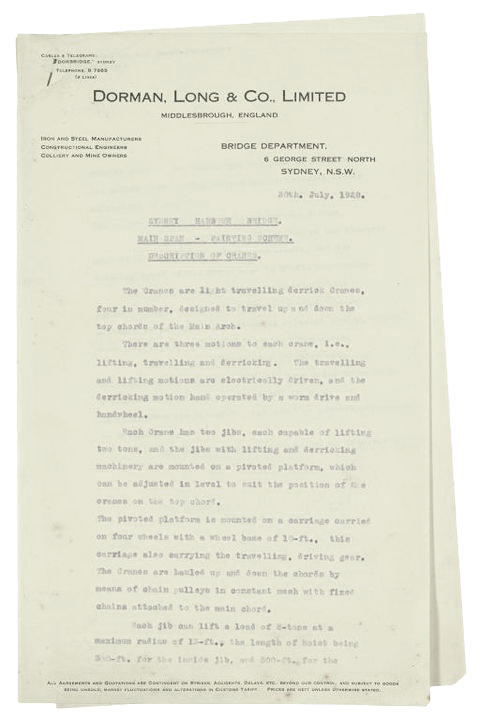 CABLES & TELEGRAMS:
"DORBRIDGE," SYDNEY
TELEPHONE, B 7869
(2 LINES)
DORMAN, LONG & CO., LIMITED
MIDDLESBROUGH, ENGLAND
IRON AND STEEL MANUFACTURERS
CONSTRUCTIONAL ENGINEERS
COLLIERY AND MINE OWNERS
BRIDGE DEPARTMENT.
6 GEORGE STREET NORTH
SYDNEY, N.S.W.
30th. July,
SYDNEY HARBOUR BRIDGE.
MAIN SPAN - PAINTING SCHEME.
DESCRIPTION OF CRANES.
The Cranes are light travelling derrick Cranes,
four in number, designed to travel up and down the
top chords of the Main Arch.
There are three motions to each crane, i.e.,
lifting, travelling and derricking. The travelling
and lifting motions are electrically driven, and the
derricking motion hand operated by a worm drive and
handwheel.
Each Crane has two jibs, each capable of lifting
two tons, and the jibs with lifting and derricking
machinery are mounted on a pivoted platform, which
can be adjusted in level to suit the position of the
cranes on the top chord.
The pivoted platform is mounted on a carriage carried
on four wheels with a wheel base of 10-ft., this
carriage also carrying the travelling, driving gear.
The Cranes are hauled up and down the chords by
means of chain pulleys in constant mesh with fixed
chains attached to the main chord.
Each jib can lift a load of 2-tons at a
maximum radius of 12-ft., the length of hoist being
for the inside jib, and for the
ALL AGREEMENTS AND QUOTATIONS ARE CONTINGENT ON STRIKES, ACCIDENTS, DELAYS, ETC. BEYOND OUR CONTROL, AND SUBJECT TO GOODS
BEING UNSOLD, MARKET FLUCTUATIONS AND ALTERATIONS IN CUSTOMS TARIFF. PRICES ARE NETT UNLESS OTHERWISE STATED.